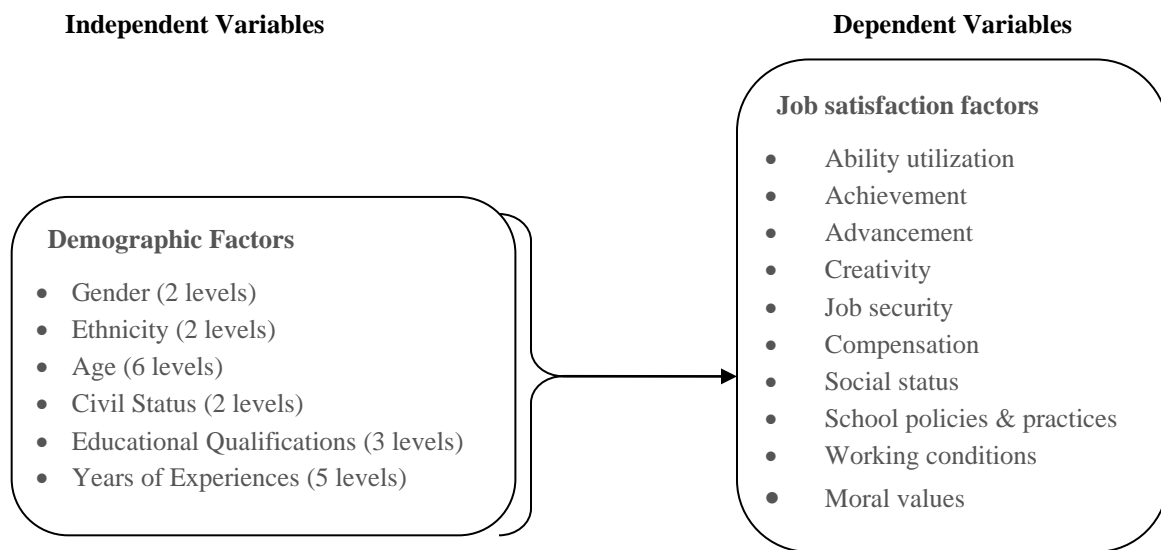 Independent Variables
Dependent Variables
Demographic Factors
• Gender (2 levels)
• Ethnicity (2 levels)
• Age (6 levels)
• Civil Status (2 levels)
• Educational Qualifications (3 levels)
• Years of Experiences (5 levels)
Job satisfaction factors
• Ability utilization
• Achievement
• Advancement
• Creativity
• Job security
• Compensation
• Social status
• School policies & practices
• Working conditions
• Moral values